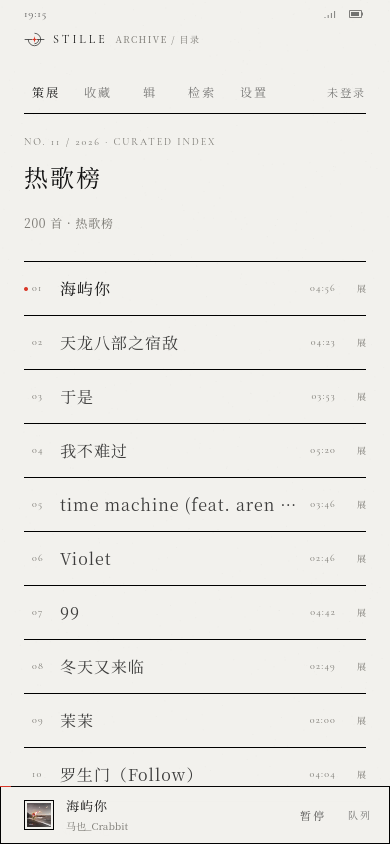 19:15
STILLE ARCHIVE / 目录
策展 收藏 辑 检索 设置 未登录
NO. 11 / 2026 · CURATED INDEX
热歌榜
200 首 · 热歌榜
01 海屿你 04:56 展
02 天龙八部之宿敌 04:23 展
03 于是 03:53 展
04 我不难过 05:20 展
05 time machine (feat. aren ··· 03:46 展
06 Violet 02:46 展
07 99 04:42 展
08 冬天又来临 02:49 展
09 茉茉 02:00 展
10 罗生门（Follow） 04:04 展
海屿你 暂停 队列
马也_Crabbit